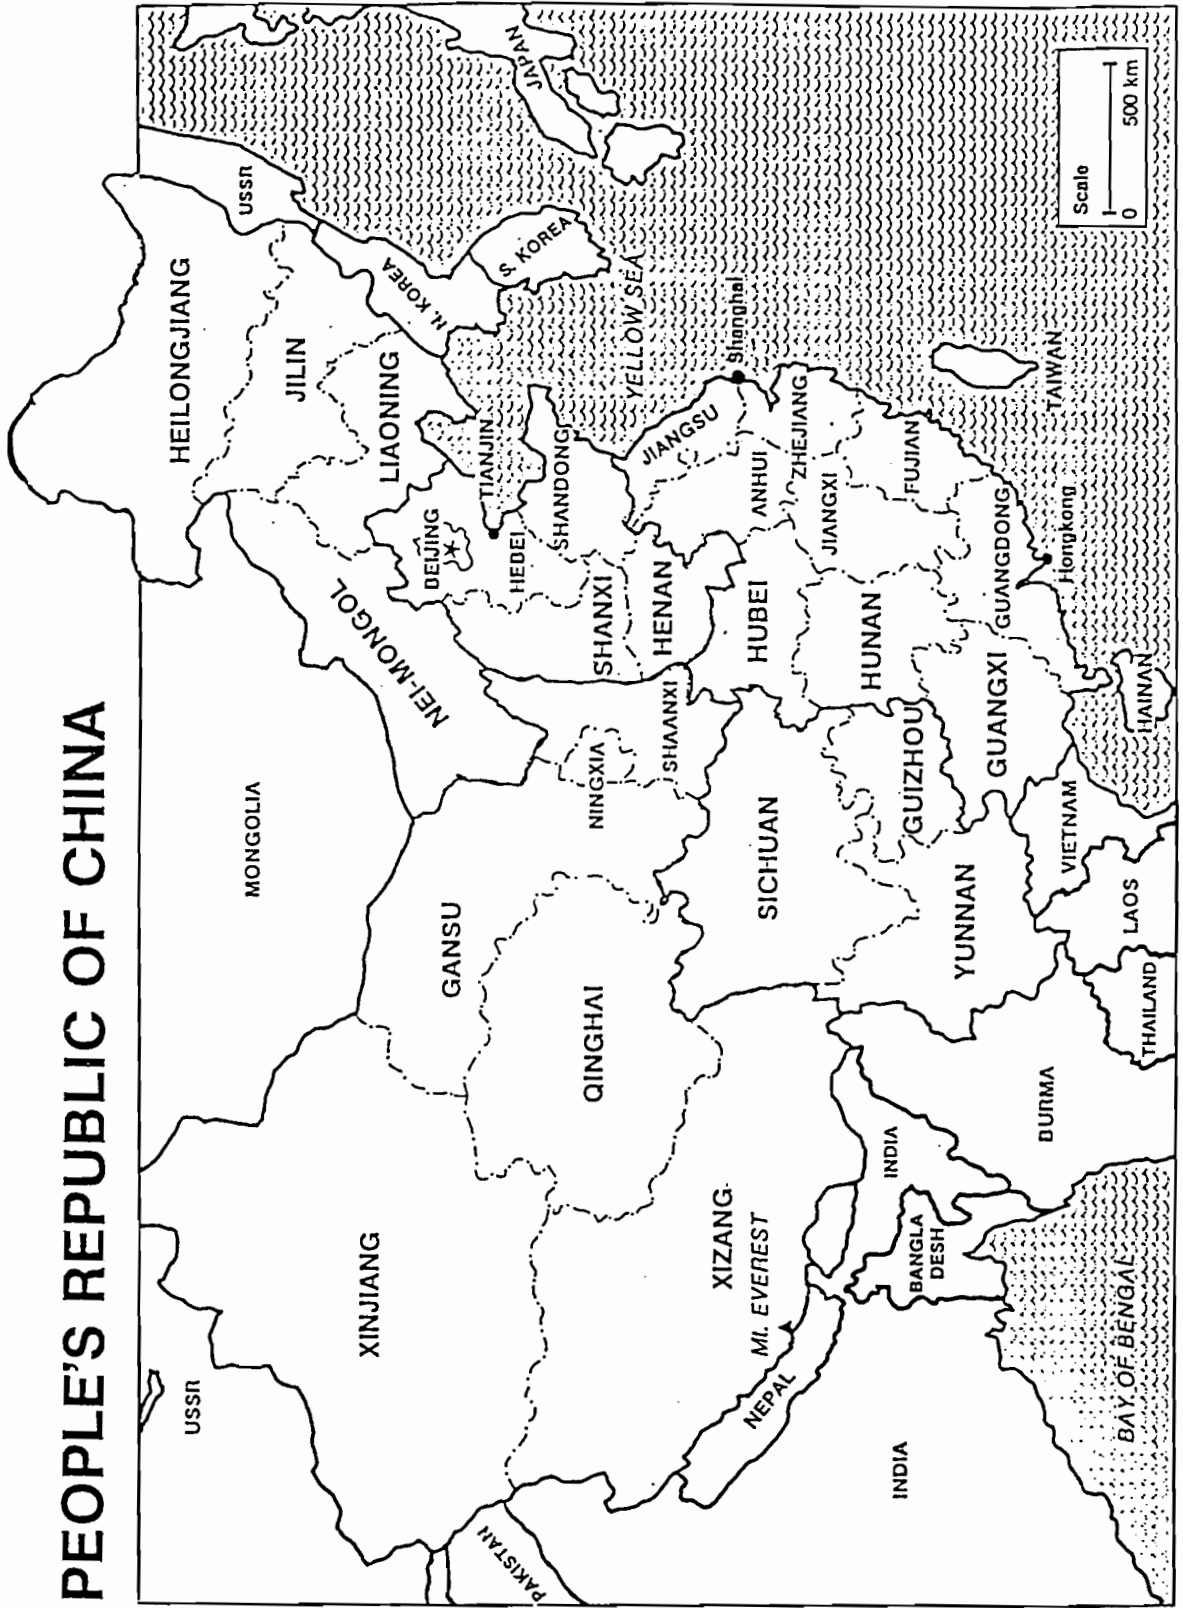 PEOPLE'S REPUBLIC OF CHINA
USSR
MONGOLIA
HEILONGJIANG
USSR
JILIN
XINJIANG
NEI-MONGOL
LIAONING
N. KOREA
JAPAN
GANSU
BEIJING
TIANJIN
S. KOREA
PAKISTAN
HEBEI
SHANDONG
QINGHAI
NINGXIA
SHANXI
YELLOW SEA
SHAANXI
HENAN
JIANGSU
XIZANG
Mt. EVEREST
SICHUAN
HUBEI
ANHUI
Shanghai
NEPAL
ZHEJIANG
JIANGXI
HUNAN
INDIA
INDIA
BANGLA
DESH
GUIZHOU
FUJIAN
YUNNAN
GUANGXI
GUANGDONG
TAIWAN
BURMA
VIETNAM
Hongkong
BAY OF BENGAL
THAILAND
LAOS
HAINAN
Scale
0
500 km